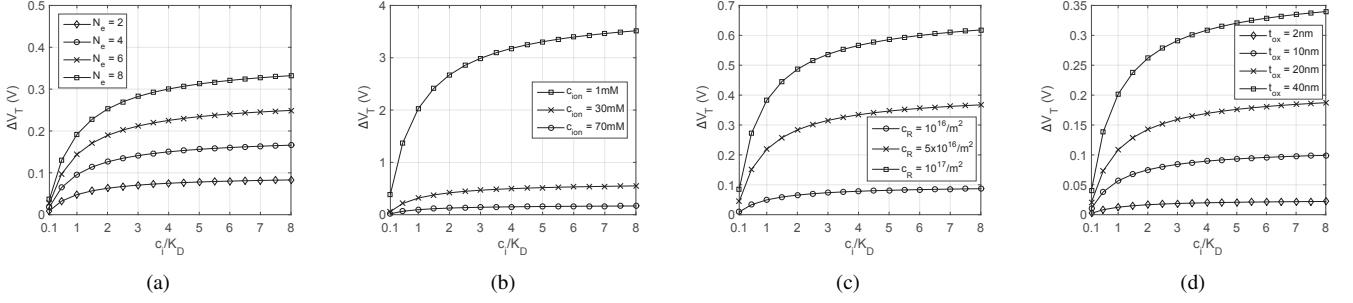 0.5
0.4
0.3
0.2
0.1
0
ΔV_T (V)
N_e = 2
N_e = 4
N_e = 6
N_e = 8
0.1 1 2 3 4 5 6 7 8
c_i/K_D
(a)
4
3
2
1
0
ΔV_T (V)
c_ion = 1mM
c_ion = 30mM
c_ion = 70mM
0.1 1 2 3 4 5 6 7 8
c_i/K_D
(b)
0.7
0.6
0.5
0.4
0.3
0.2
0.1
0
ΔV_T (V)
c_R = 10^16/m^2
c_R = 5x10^16/m^2
c_R = 10^17/m^2
0.1 1 2 3 4 5 6 7 8
c_i/K_D
(c)
0.35
0.3
0.25
0.2
0.15
0.1
0.05
0
ΔV_T (V)
t_ox = 2nm
t_ox = 10nm
t_ox = 20nm
t_ox = 40nm
0.1 1 2 3 4 5 6 7 8
c_i/K_D
(d)